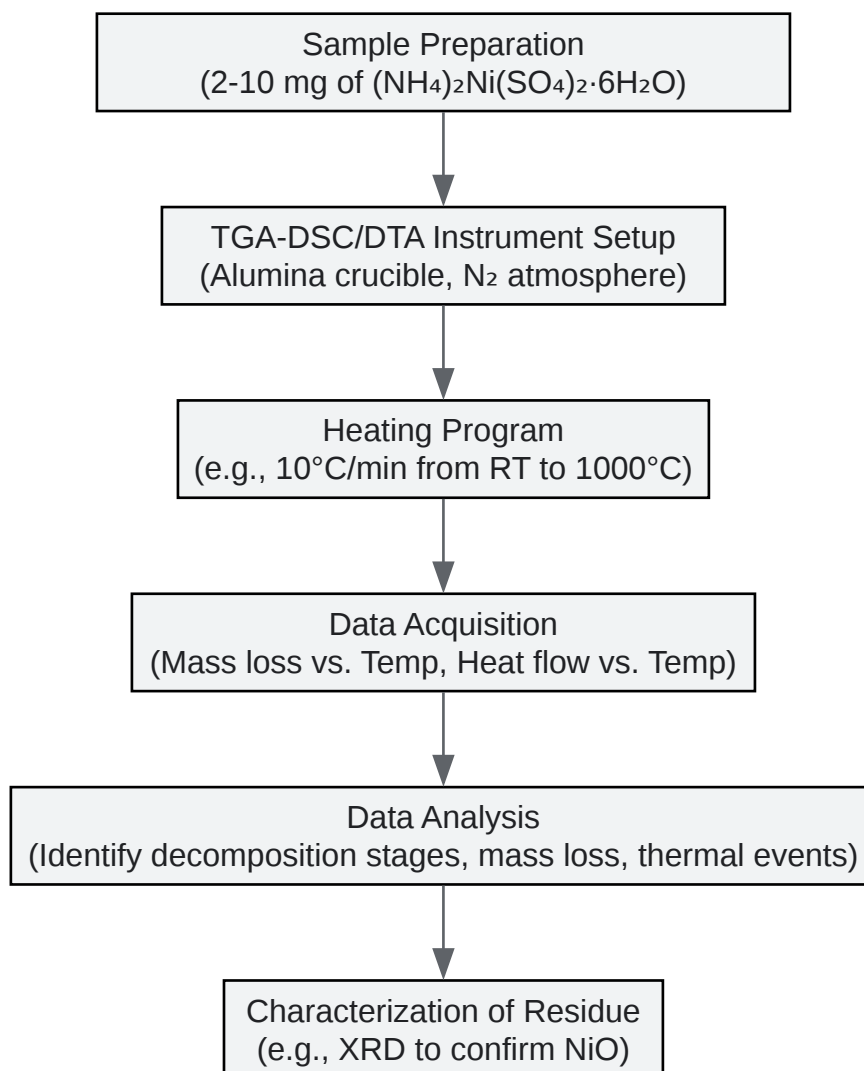 Sample Preparation
(2-10 mg of (NH₄)₂Ni(SO₄)₂·6H₂O)
TGA-DSC/DTA Instrument Setup
(Alumina crucible, N₂ atmosphere)
Heating Program
(e.g., 10°C/min from RT to 1000°C)
Data Acquisition
(Mass loss vs. Temp, Heat flow vs. Temp)
Data Analysis
(Identify decomposition stages, mass loss, thermal events)
Characterization of Residue
(e.g., XRD to confirm NiO)